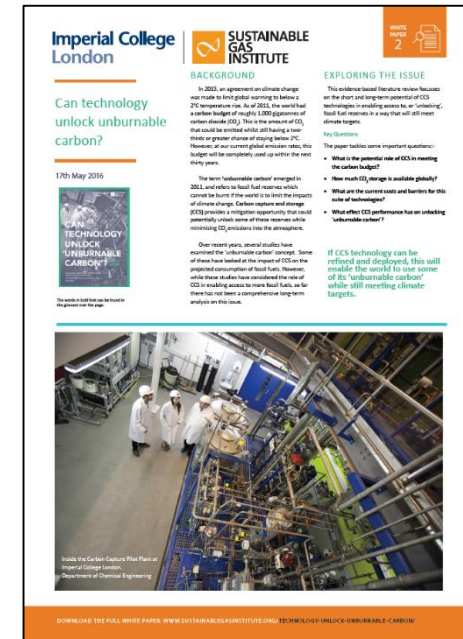 Imperial College
London
SUSTAINABLE
GAS
INSTITUTE
WHITE
PAPER
2
Can technology
unlock unburnable
carbon?
17th May 2016
CAN
TECHNOLOGY
UNLOCK
'UNBURNABLE
CARBON'?
The words in bold font can be found in
the glossary over the page.
BACKGROUND
In 2015, an agreement on climate change
was made to limit global warming to below a
2°C temperature rise. As of 2011, the world had
a carbon budget of roughly 1,000 gigatonnes of
carbon dioxide (CO2). This is the amount of CO2
that could be emitted whilst still having a two-
thirds or greater chance of staying below 2°C.
However, at our current global emission rates, this
budget will be completely used up within the next
thirty years.
The term 'unburnable carbon' emerged in
2011, and refers to fossil fuel reserves which
cannot be burnt if the world is to limit the impacts
of climate change. Carbon capture and storage
(CCS) provides a mitigation opportunity that could
potentially unlock some of these reserves while
minimising CO2 emissions into the atmosphere.
Over recent years, several studies have
examined the 'unburnable carbon' concept. Some
of these have looked at the impact of CCS on the
projected consumption of fossil fuels. However,
while these studies have considered the role of
CCS in enabling access to more fossil fuels, so far
there has not been a comprehensive long-term
analysis on this issue.
EXPLORING THE ISSUE
This evidence-based literature review focusses
on the short and long-term potential of CCS
technologies in enabling access to, or 'unlocking',
fossil fuel reserves in a way that will still meet
climate targets.
Key Questions
The paper tackles some important questions:-
• What is the potential role of CCS in meeting
the carbon budget?
• How much CO2 storage is available globally?
• What are the current costs and barriers for this
suite of technologies?
• What effect CCS performance has on unlocking
'unburnable carbon'?
If CCS technology can be
refined and deployed, this will
enable the world to use some
of its 'unburnable carbon'
while still meeting climate
targets.
Inside the Carbon Capture Pilot Plant at
Imperial College London,
Department of Chemical Engineering
DOWNLOAD THE FULL WHITE PAPER: WWW.SUSTAINABLEGASINSTITUTE.ORG/TECHNOLOGY-UNLOCK-UNBURNABLE-CARBON/